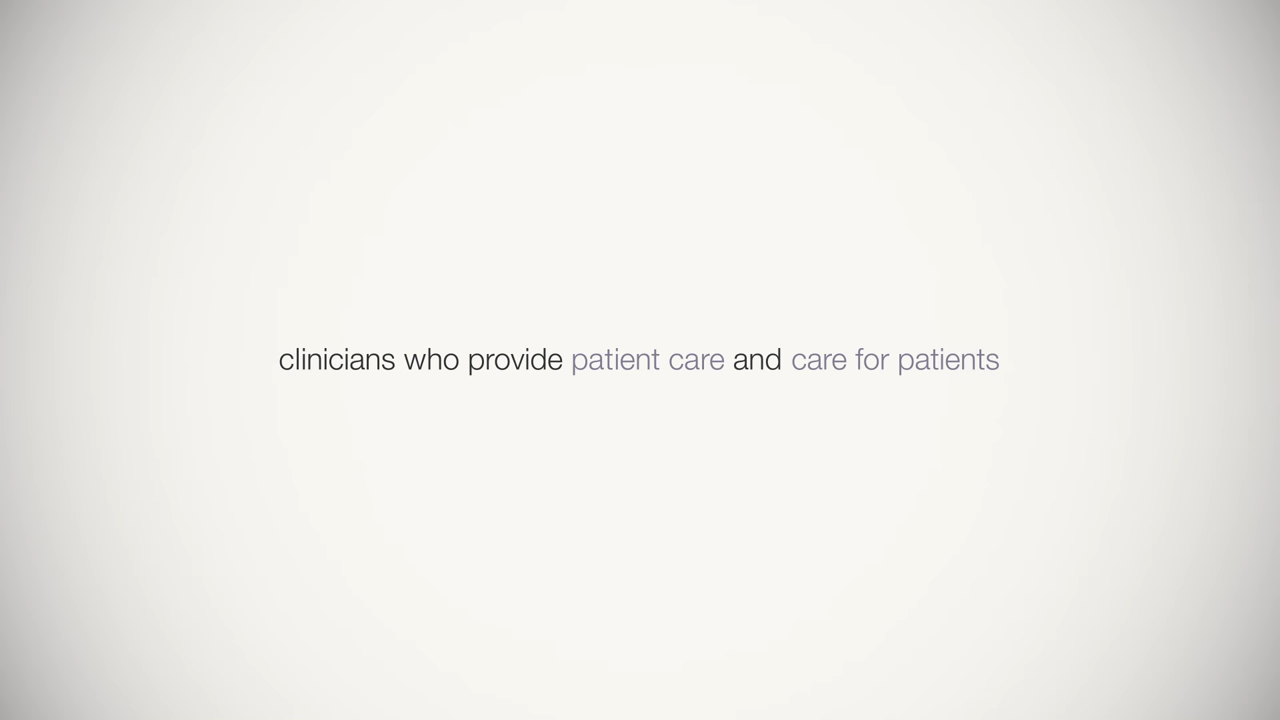 clinicians who provide patient care and care for patients